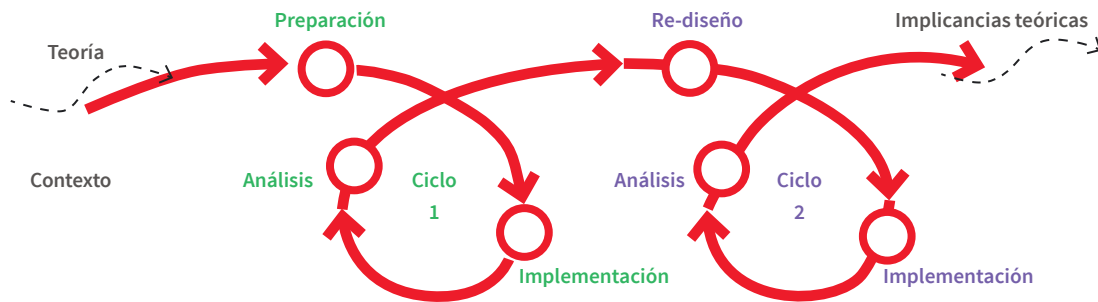 Preparación
Re-diseño
Implicancias teóricas
Teoría
Contexto
Análisis
Ciclo
1
Análisis
Ciclo
2
Implementación
Implementación